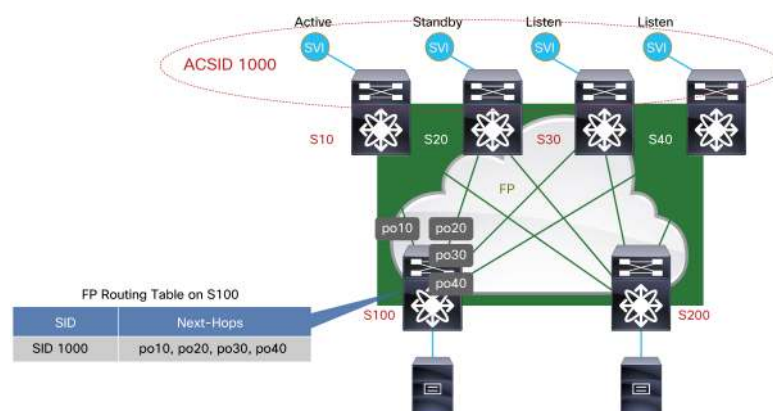 Active Standby Listen Listen
SVI SVI SVI SVI
ACSID 1000
S10 S20 S30 S40
FP
po10 po20
po30
po40
FP Routing Table on S100
SID Next-Hops
SID 1000 po10, po20, po30, po40
S100 S200